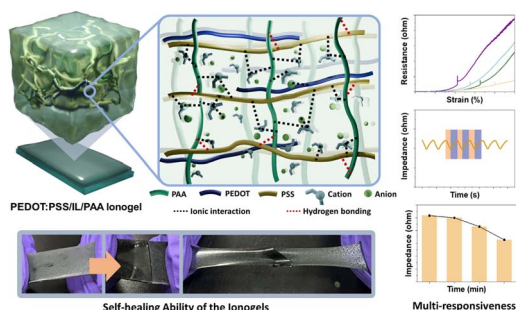 PEDOT:PSS/IL/PAA Ionogel
PAA
PEDOT
PSS
Cation
Anion
Ionic interaction
Hydrogen bonding
Self-healing Ability of the Ionogels
Resistance (ohm)
Strain (%)
Impedance (ohm)
Time (s)
Impedance (ohm)
Time (min)
Multi-responsiveness